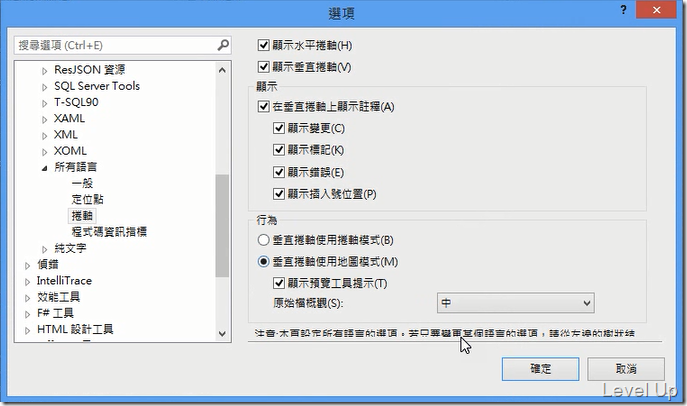 選項
?
搜尋選項 (Ctrl+E)
ResJSON 資源
SQL Server Tools
T-SQL90
XAML
XML
XOML
所有語言
一般
定位點
捲軸
程式碼資訊指標
純文字
偵錯
IntelliTrace
效能工具
F# 工具
HTML 設計工具
顯示水平捲軸(H)
顯示垂直捲軸(V)
顯示
在垂直捲軸上顯示註釋(A)
顯示變更(C)
顯示標記(K)
顯示錯誤(E)
顯示插入號位置(P)
行為
垂直捲軸使用捲軸模式(B)
垂直捲軸使用地圖模式(M)
顯示預覽工具提示(T)
原始檔概觀(S):
中
注意:本頁設定所有語言的選項。若只要變更某個語言的選項，請從左邊的樹狀結
確定
取消
Level Up